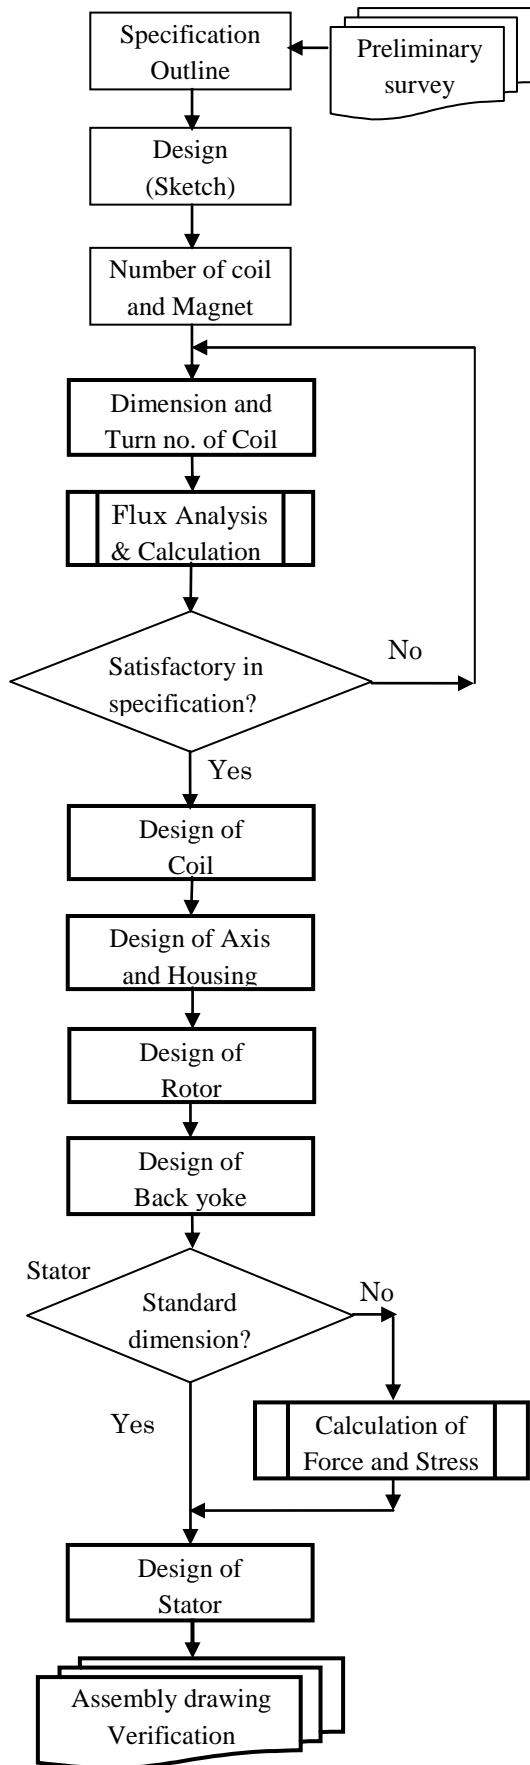 Specification
Outline
Preliminary
survey
Design
(Sketch)
Number of coil
and Magnet
Dimension and
Turn no. of Coil
Flux Analysis
& Calculation
Satisfactory in
specification?
No
Yes
Design of
Coil
Design of Axis
and Housing
Design of
Rotor
Design of
Back yoke
Stator
Standard
dimension?
No
Yes
Calculation of
Force and Stress
Design of
Stator
Assembly drawing
Verification